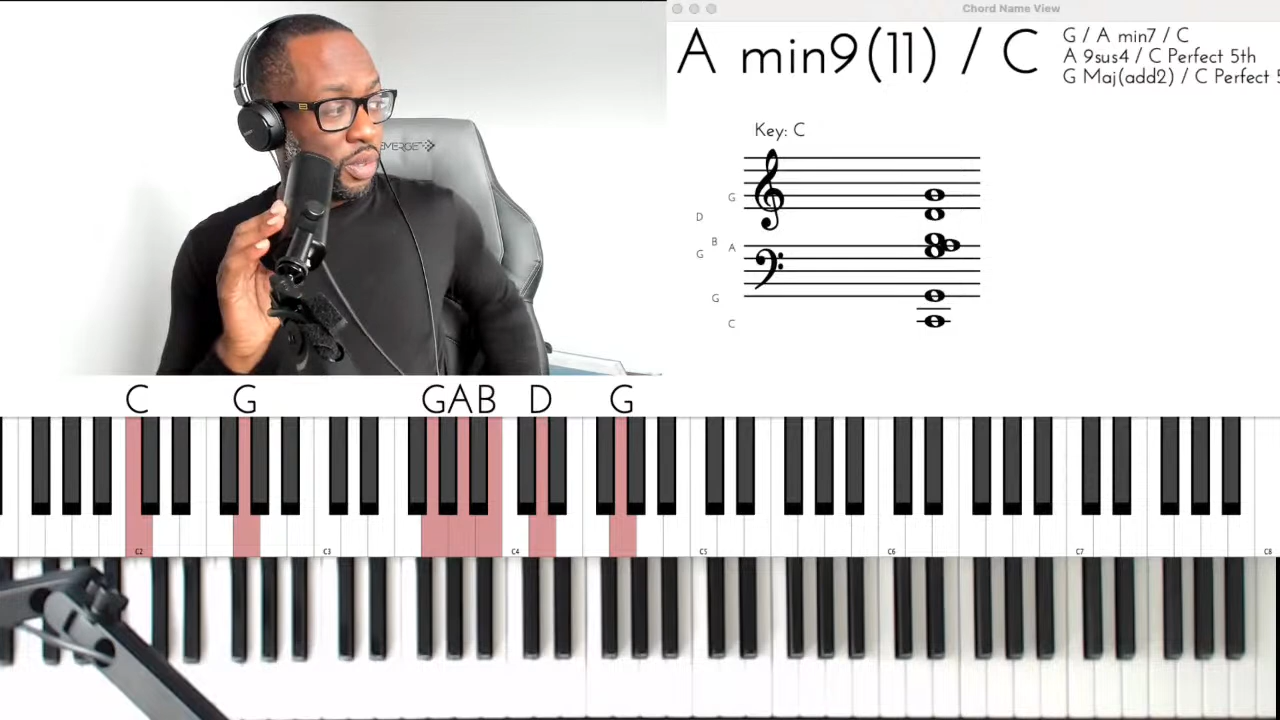 Chord Name View
A min9(11) / C
G / A min7 / C
A 9sus4 / C Perfect 5th
G Maj(add2) / C Perfect 5
Key: C
G
D
B
A
G
G
C
EMERGE
C G G A B D G
C2 C3 C4 C5 C6 C7 C8